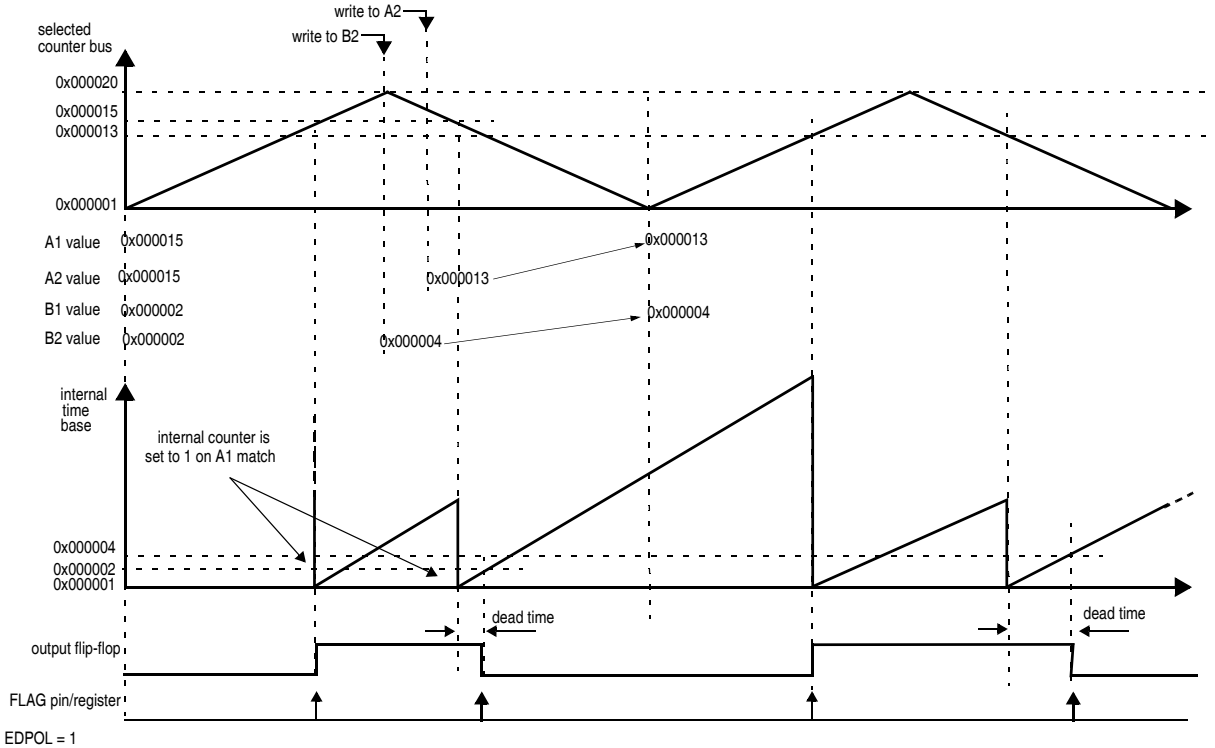 write to A2
write to B2
selected
counter bus
0x000020
0x000015
0x000013
0x000001
A1 value 0x000015 0x000013
A2 value 0x000015 0x000013
B1 value 0x000002 0x000004
B2 value 0x000002 0x000004
internal
time
base
internal counter is
set to 1 on A1 match
0x000004
0x000002
0x000001
dead time dead time
output flip-flop
FLAG pin/register
EDPOL = 1